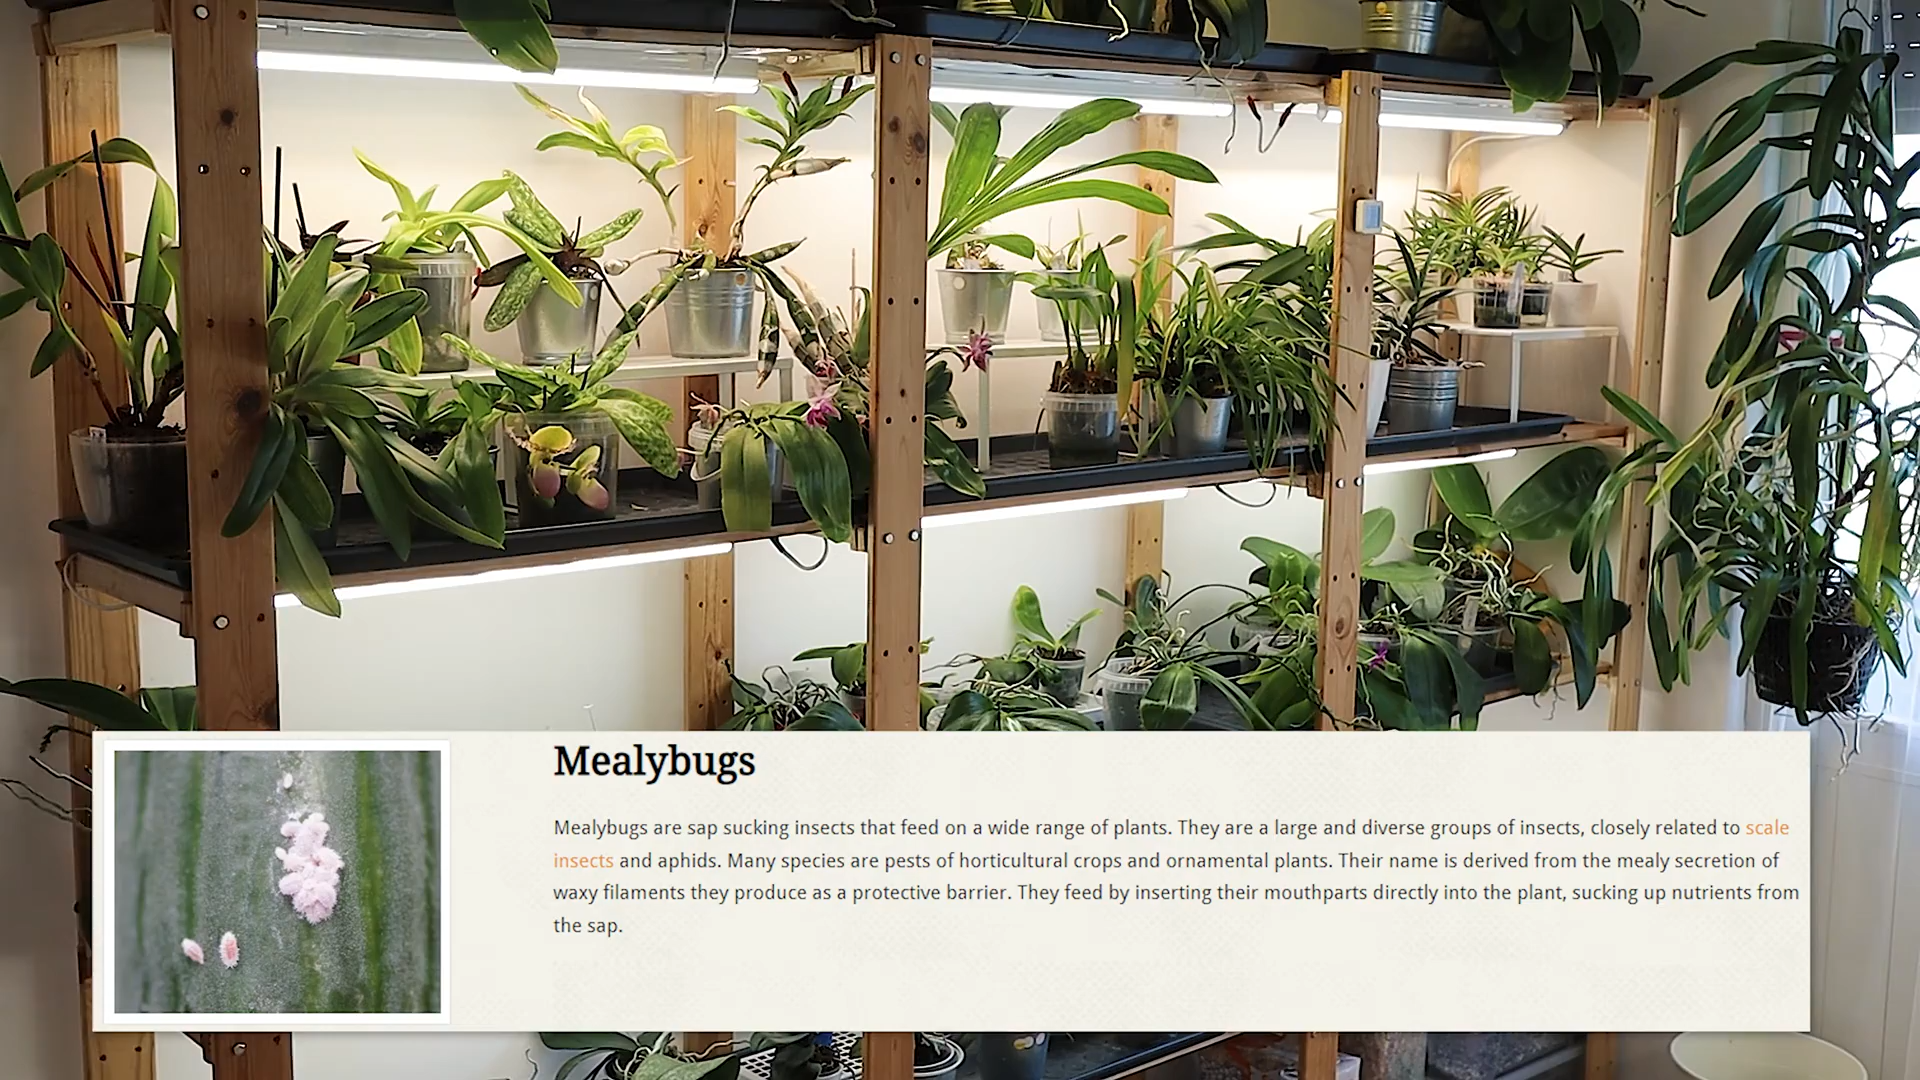 Mealybugs
Mealybugs are sap sucking insects that feed on a wide range of plants. They are a large and diverse groups of insects, closely related to scale
insects and aphids. Many species are pests of horticultural crops and ornamental plants. Their name is derived from the mealy secretion of
waxy filaments they produce as a protective barrier. They feed by inserting their mouthparts directly into the plant, sucking up nutrients from
the sap.